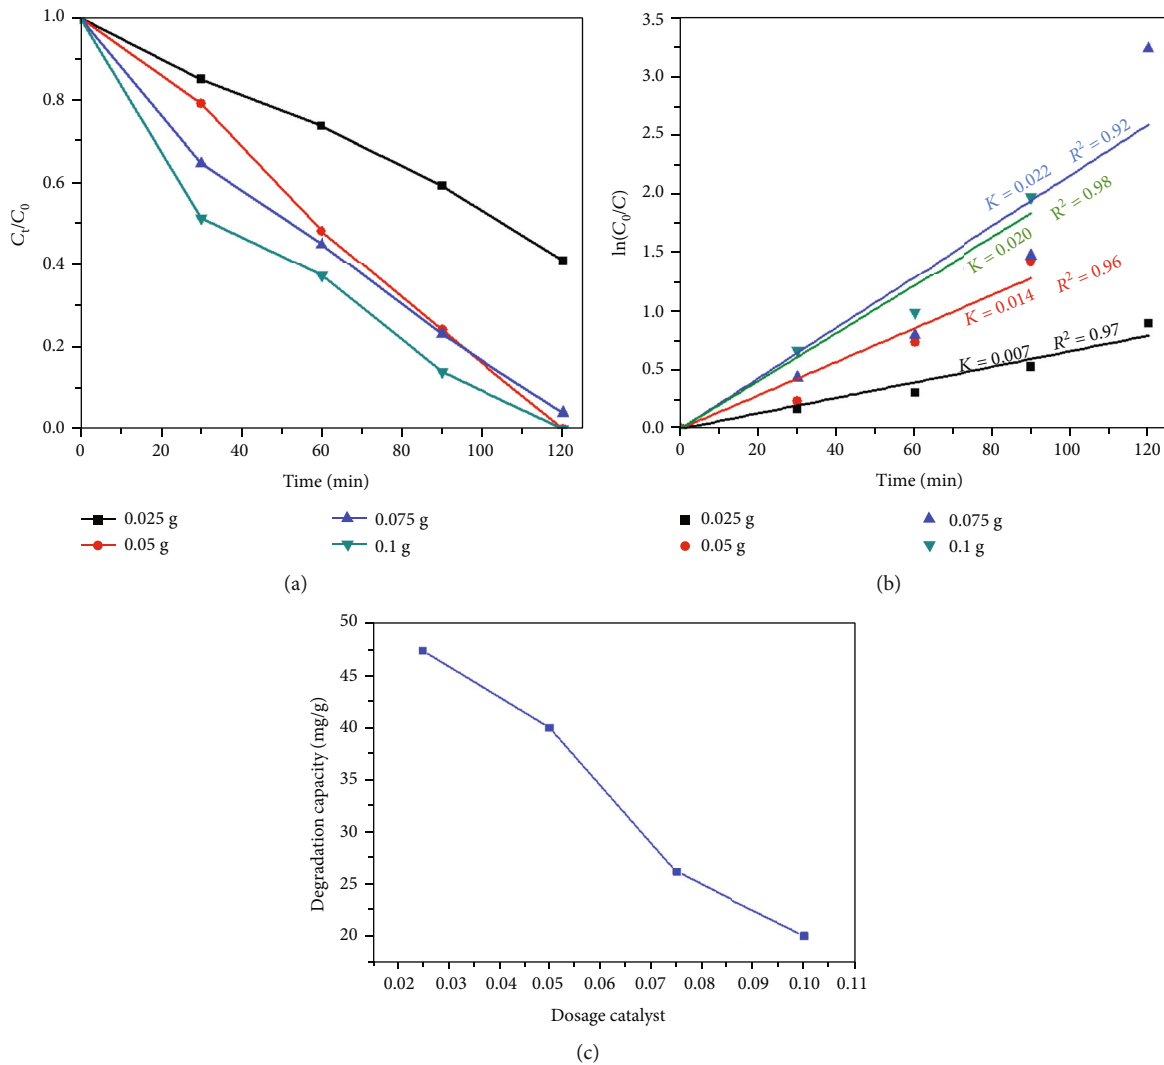 1.0
0.8
0.6
0.4
0.2
0.0
Ct/C0
0
20
40
60
80
100
120
Time (min)
0.025 g
0.05 g
0.075 g
0.1 g
(a)
3.5
3.0
2.5
2.0
1.5
1.0
0.5
0.0
ln(C0/C)
K = 0.022 R² = 0.92
K = 0.020 R² = 0.98
K = 0.014 R² = 0.96
K = 0.007 R² = 0.97
0
20
40
60
80
100
120
Time (min)
0.025 g
0.05 g
0.075 g
0.1 g
(b)
50
45
40
35
30
25
20
Degradation capacity (mg/g)
0.02
0.03
0.04
0.05
0.06
0.07
0.08
0.09
0.10
0.11
Dosage catalyst
(c)